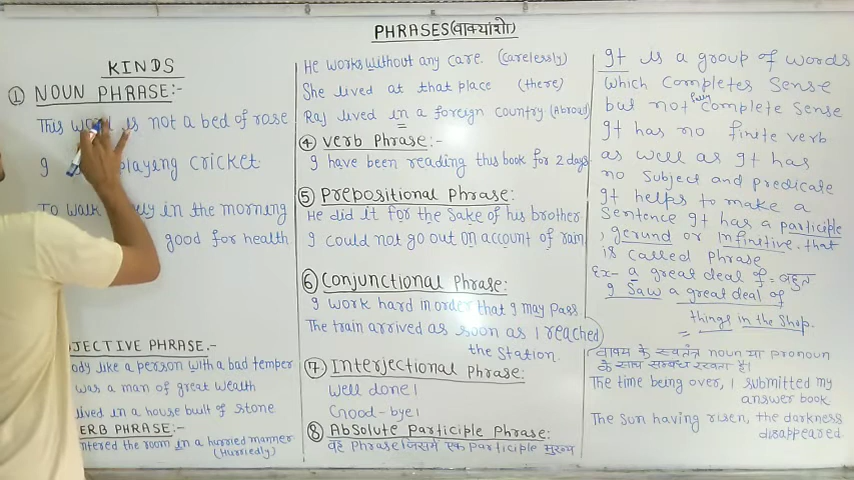 PHRASES(वाक्यांशो)
KINDS
① NOUN PHRASE:-
This is not a bed of rose
I playing cricket
To walk in the morning
good for health
JECTIVE PHRASE.-
ody like a person with a bad temper
was a man of great wealth
lived in a house built of stone
ERB PHRASE:-
ntered the room in a hurried manner
(Hurriedly)
He works without any care. (carelessly)
She lived at that place (there)
Raj lived in a foreign country (Abroad)
④ Verb Phrase:-
I have been reading this book for 2 days
⑤ Prepositional Phrase:
He did it for the Sake of his brother
I could not go out on account of rain
⑥ Conjunctional Phrase:
I work hard in order that I may Pass
The train arrived as soon as I reached
the Station.
⑦ Interjectional Phrase:
Well done!
Good-bye!
⑧ Absolute Participle Phrase:
वह Phrase जिसमें एक Participle मुख्य
It is a group of words
which completes Sense
but not fully Complete Sense
It has no finite verb
as well as It has
no Subject and predicate
It helps to make a
Sentence It has a participle
, gerund or Infinitive. that
is called Phrase
Ex- a great deal of = बहुत
I Saw a great deal of
things in the Shop.
वाक्य के स्वतंत्र noun या pronoun
के साथ सम्बंध रखता है।
The time being over, I submitted my
answer book
The Sun having risen, the darkness
disappeared